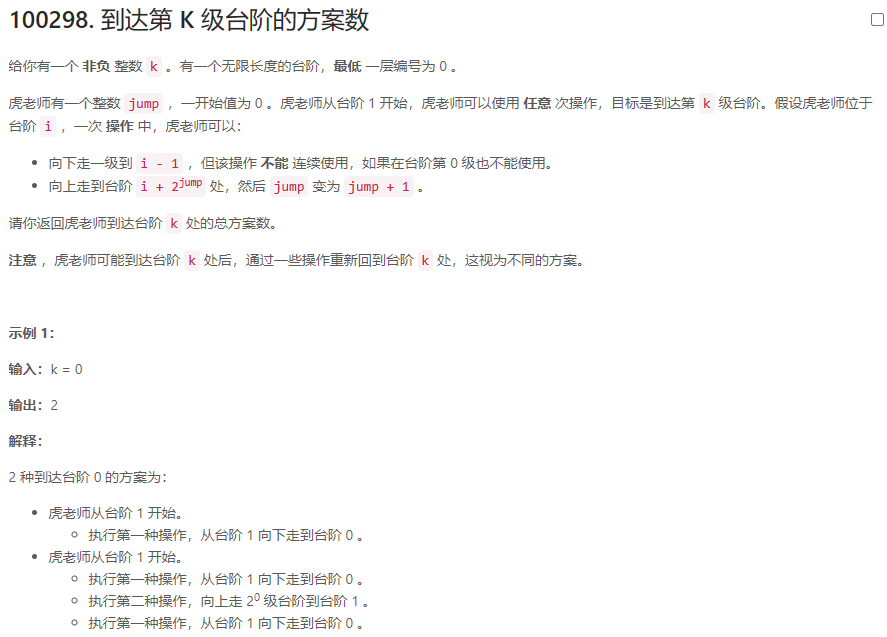 100298. 到达第 K 级台阶的方案数
给你有一个 非负 整数 k 。有一个无限长度的台阶，最低 一层编号为 0 。
虎老师有一个整数 jump ，一开始值为 0 。虎老师从台阶 1 开始，虎老师可以使用 任意 次操作，目标是到达第 k 级台阶。假设虎老师位于
台阶 i ，一次 操作 中，虎老师可以：
• 向下走一级到 i - 1 ，但该操作 不能 连续使用，如果在台阶第 0 级也不能使用。
• 向上走到台阶 i + 2^jump 处，然后 jump 变为 jump + 1 。
请你返回虎老师到达台阶 k 处的总方案数。
注意 ，虎老师可能到达台阶 k 处后，通过一些操作重新回到台阶 k 处，这视为不同的方案。
示例 1：
输入：k = 0
输出：2
解释：
2 种到达台阶 0 的方案为：
• 虎老师从台阶 1 开始。
◦ 执行第一种操作，从台阶 1 向下走到台阶 0 。
• 虎老师从台阶 1 开始。
◦ 执行第一种操作，从台阶 1 向下走到台阶 0 。
◦ 执行第二种操作，向上走 2^0 级台阶到台阶 1 。
◦ 执行第一种操作，从台阶 1 向下走到台阶 0 。